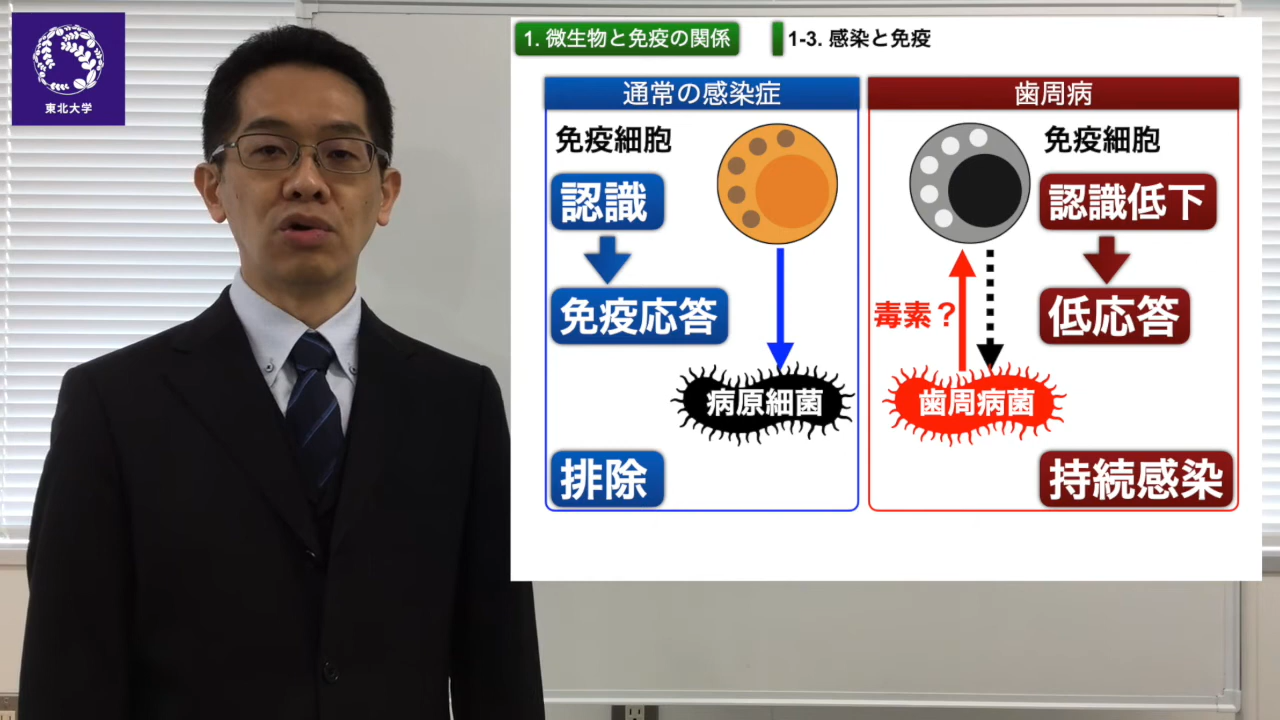 東北大学
1. 微生物と免疫の関係
1-3. 感染と免疫
通常の感染症
免疫細胞
認識
免疫応答
病原細菌
排除
歯周病
免疫細胞
認識低下
毒素？
低応答
歯周病菌
持続感染